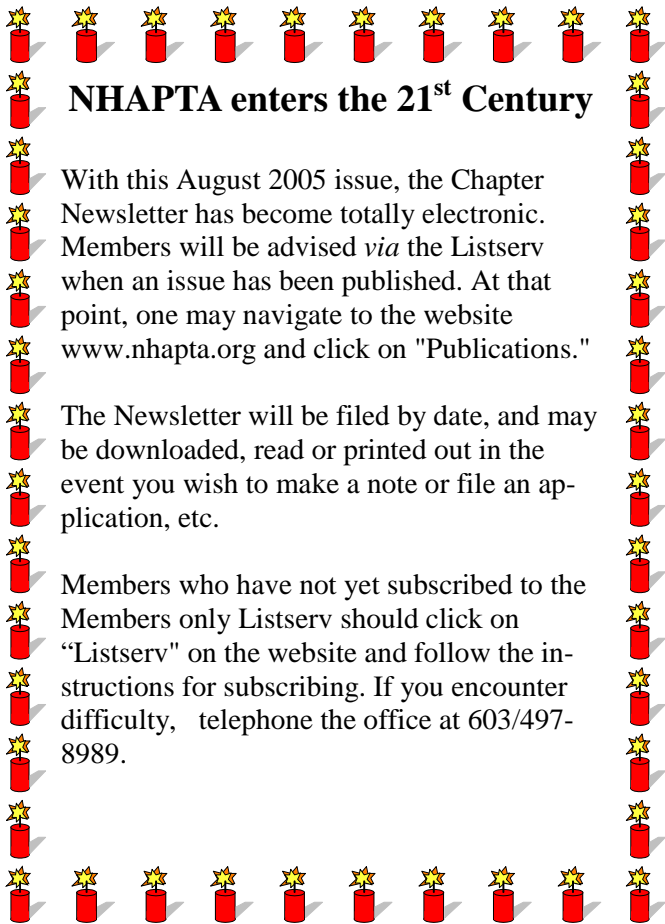 NHAPTA enters the 21st Century
With this August 2005 issue, the Chapter
Newsletter has become totally electronic.
Members will be advised via the Listserv
when an issue has been published. At that
point, one may navigate to the website
www.nhapta.org and click on "Publications."
The Newsletter will be filed by date, and may
be downloaded, read or printed out in the
event you wish to make a note or file an ap-
plication, etc.
Members who have not yet subscribed to the
Members only Listserv should click on
“Listserv" on the website and follow the in-
structions for subscribing. If you encounter
difficulty,   telephone the office at 603/497-
8989.